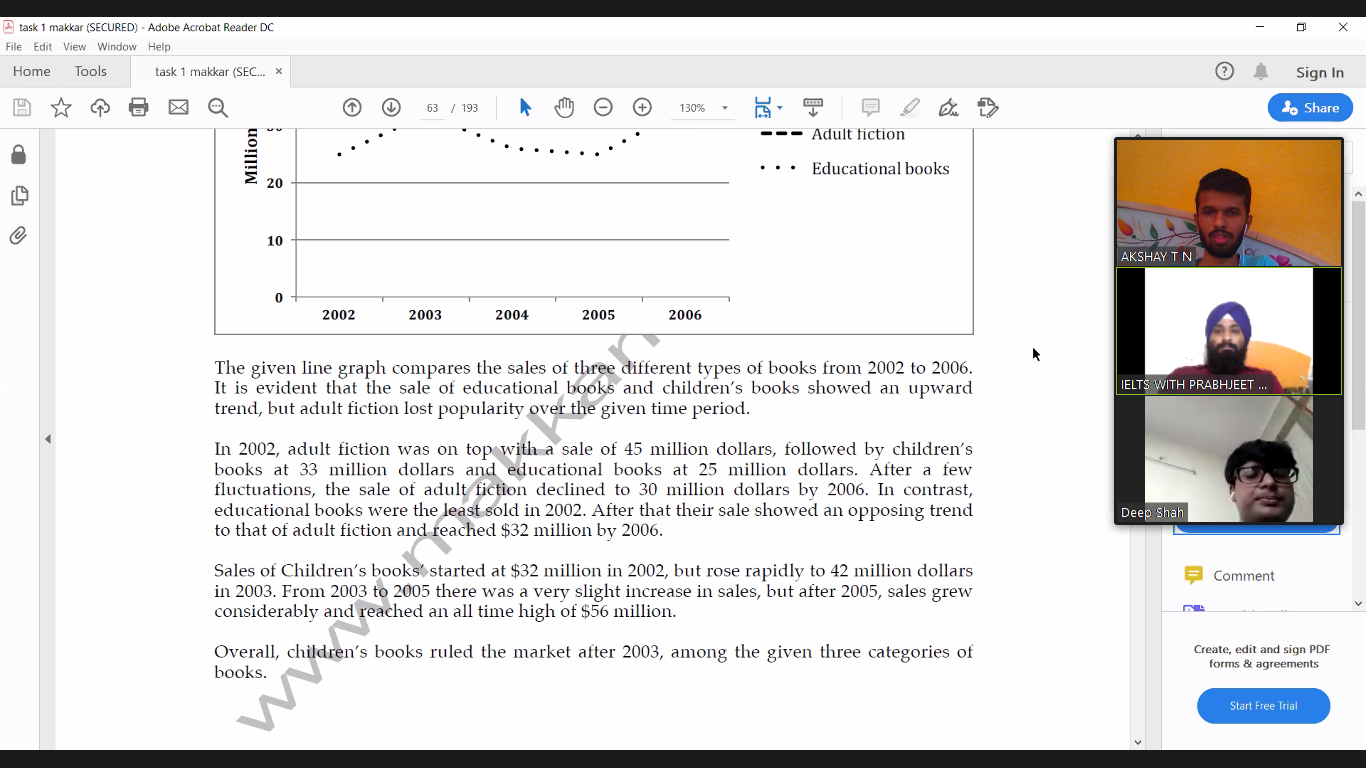 task 1 makkar (SECURED) - Adobe Acrobat Reader DC
File Edit View Window Help
Home Tools task 1 makkar (SEC... × Sign In
63 / 193 130% Share
Million
20
10
0
2002 2003 2004 2005 2006
Adult fiction
Educational books
The given line graph compares the sales of three different types of books from 2002 to 2006.
It is evident that the sale of educational books and children's books showed an upward
trend, but adult fiction lost popularity over the given time period.
In 2002, adult fiction was on top with a sale of 45 million dollars, followed by children's
books at 33 million dollars and educational books at 25 million dollars. After a few
fluctuations, the sale of adult fiction declined to 30 million dollars by 2006. In contrast,
educational books were the least sold in 2002. After that their sale showed an opposing trend
to that of adult fiction and reached $32 million by 2006.
Sales of Children's books' started at $32 million in 2002, but rose rapidly to 42 million dollars
in 2003. From 2003 to 2005 there was a very slight increase in sales, but after 2005, sales grew
considerably and reached an all time high of $56 million.
Overall, children's books ruled the market after 2003, among the given three categories of
books.
www.makkar
AKSHAY T N
IELTS WITH PRABHJEET ...
Deep Shah
Comment
Create, edit and sign PDF
forms & agreements
Start Free Trial